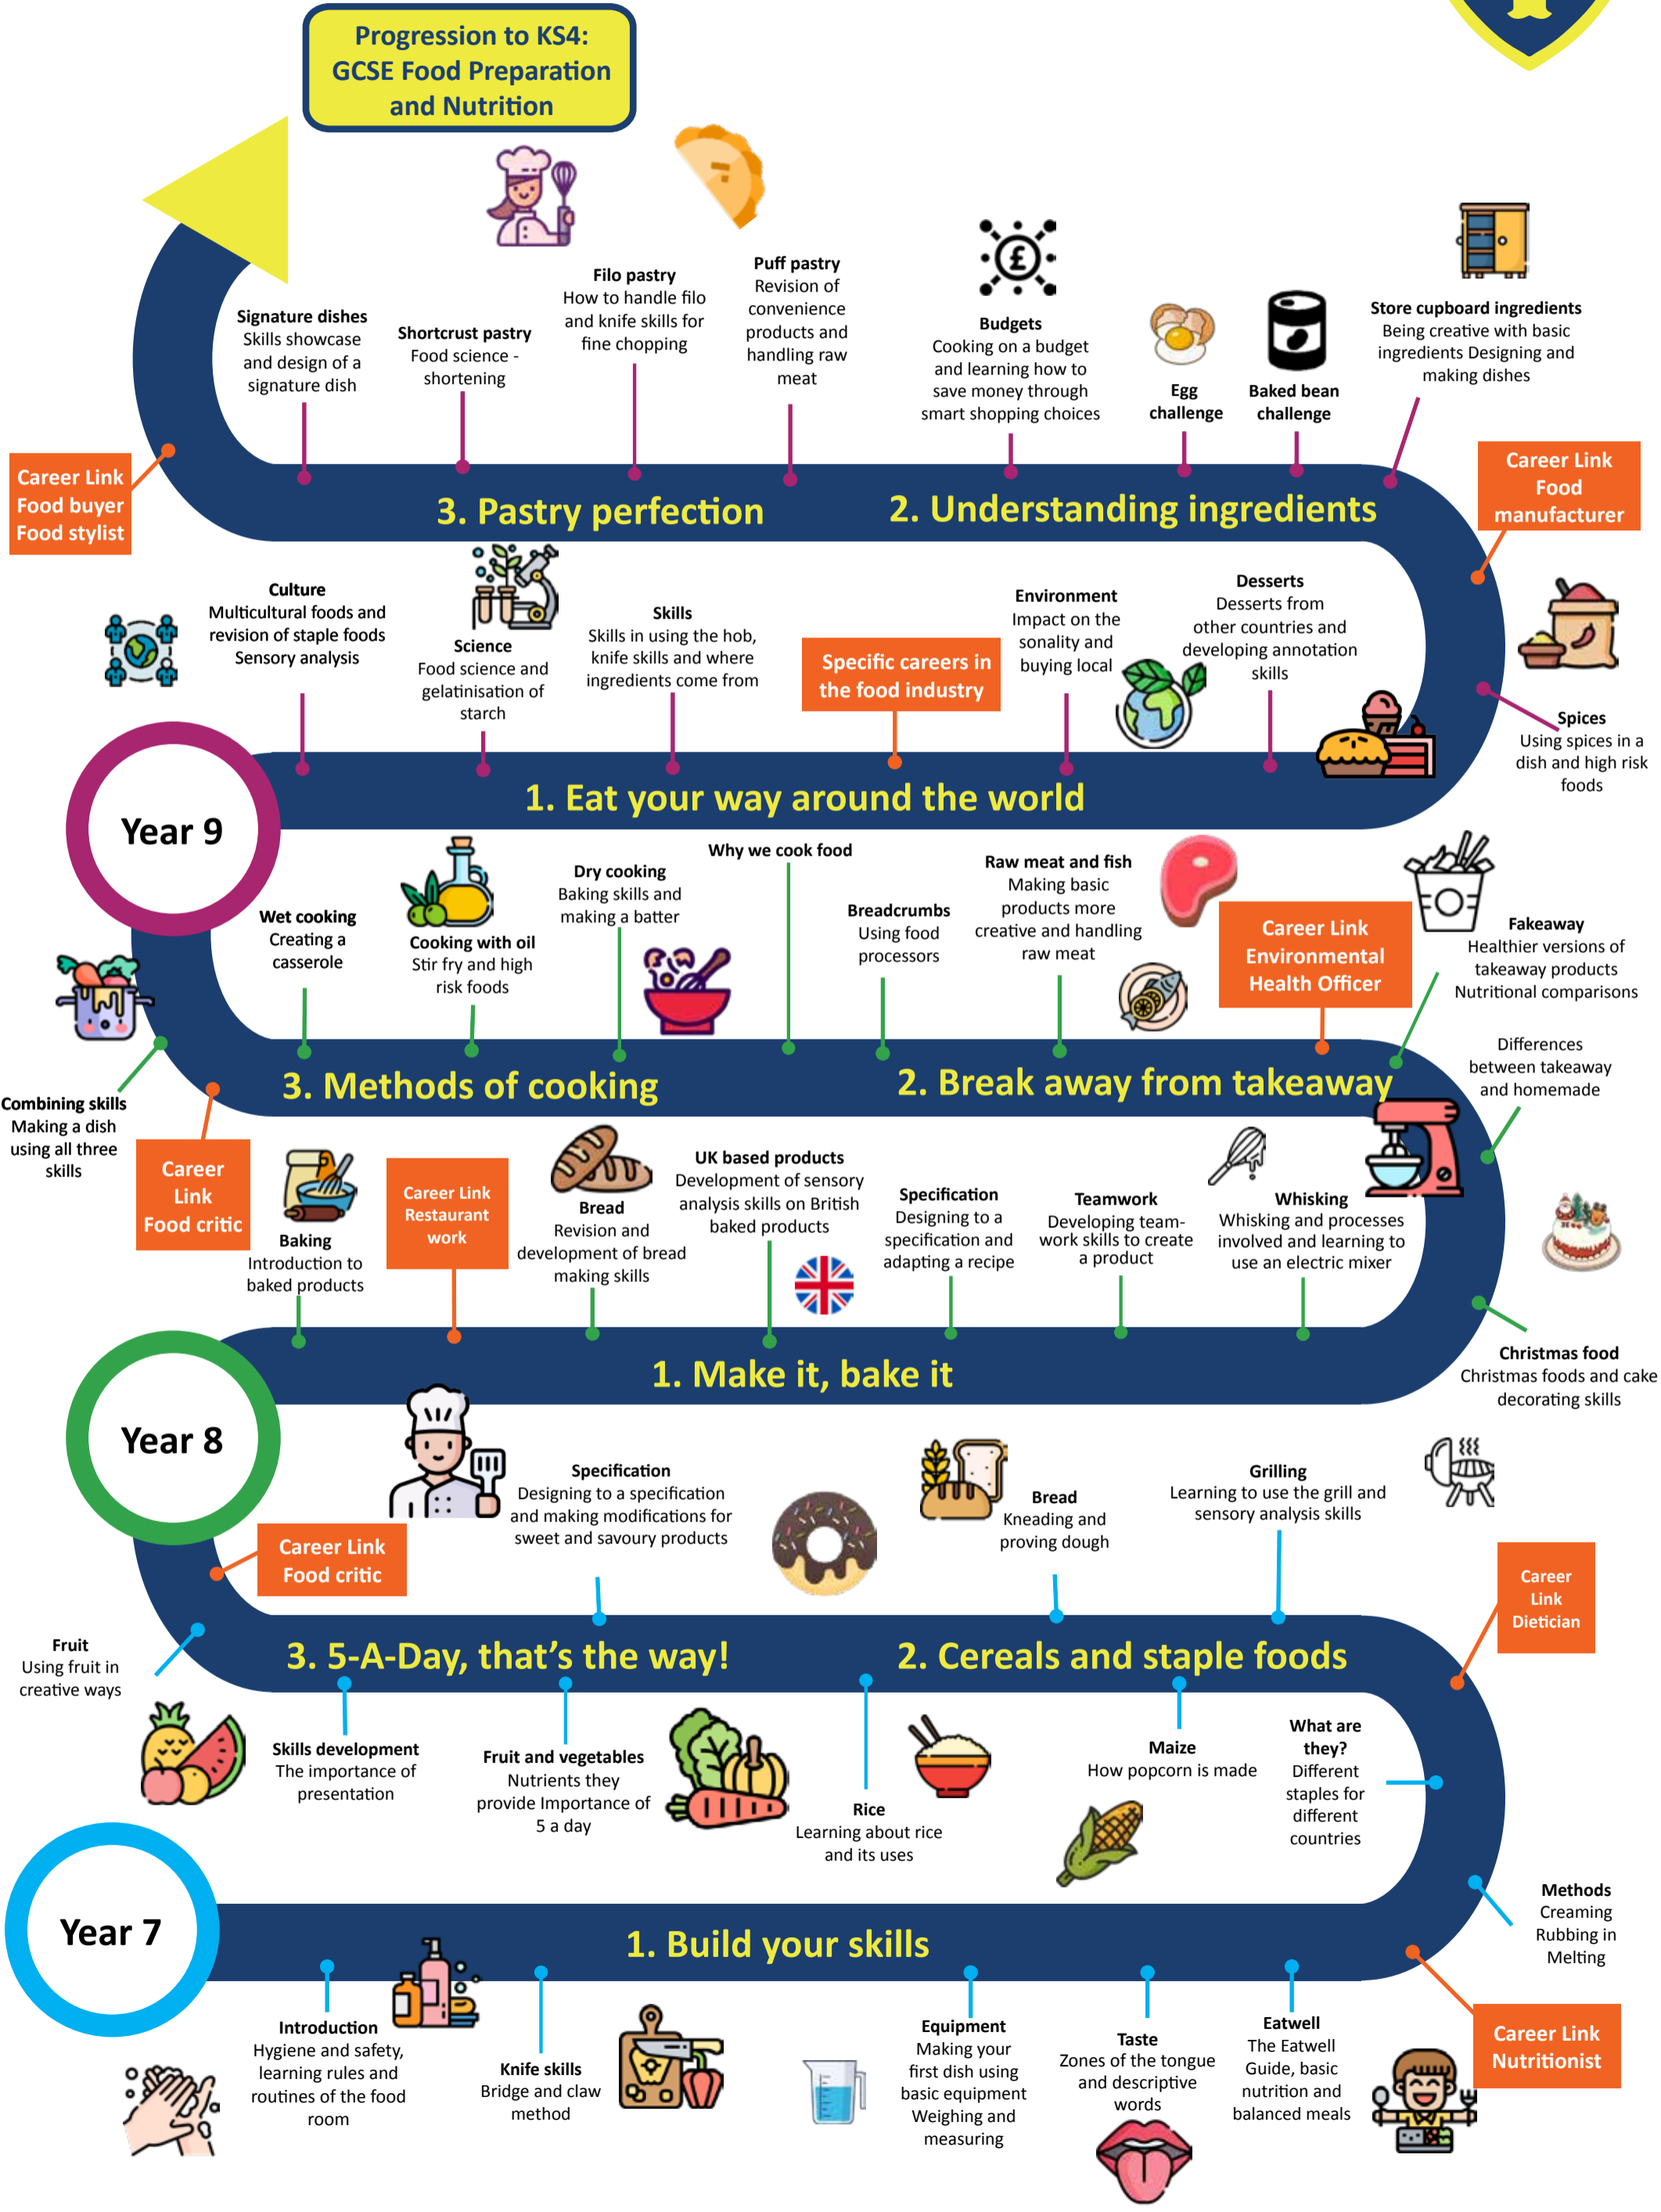 Progression to KS4:
GCSE Food Preparation
and Nutrition
Signature dishes
Skills showcase
and design of a
signature dish
Shortcrust pastry
Food science -
shortening
Filo pastry
How to handle filo
and knife skills for
fine chopping
Puff pastry
Revision of
convenience
products and
handling raw
meat
£
Budgets
Cooking on a budget
and learning how to
save money through
smart shopping choices
Egg
challenge
Baked bean
challenge
Store cupboard ingredients
Being creative with basic
ingredients Designing and
making dishes
Career Link
Food buyer
Food stylist
3. Pastry perfection
2. Understanding ingredients
Career Link
Food
manufacturer
Culture
Multicultural foods and
revision of staple foods
Sensory analysis
Science
Food science and
gelatinisation of
starch
Skills
Skills in using the hob,
knife skills and where
ingredients come from
Specific careers in
the food industry
Environment
Impact on the
sonality and
buying local
Desserts
Desserts from
other countries and
developing annotation
skills
Spices
Using spices in a
dish and high risk
foods
Year 9
1. Eat your way around the world
Wet cooking
Creating a
casserole
Cooking with oil
Stir fry and high
risk foods
Dry cooking
Baking skills and
making a batter
Why we cook food
Breadcrumbs
Using food
processors
Raw meat and fish
Making basic
products more
creative and handling
raw meat
Career Link
Environmental
Health Officer
Fakeaway
Healthier versions of
takeaway products
Nutritional comparisons
Differences
between takeaway
and homemade
3. Methods of cooking
2. Break away from takeaway
Combining skills
Making a dish
using all three
skills
Career
Link
Food critic
Baking
Introduction to
baked products
Career Link
Restaurant
work
Bread
Revision and
development of bread
making skills
UK based products
Development of sensory
analysis skills on British
baked products
Specification
Designing to a
specification and
adapting a recipe
Teamwork
Developing team-
work skills to create
a product
Whisking
Whisking and processes
involved and learning to
use an electric mixer
Christmas food
Christmas foods and cake
decorating skills
Year 8
1. Make it, bake it
Career Link
Food critic
Specification
Designing to a specification
and making modifications for
sweet and savoury products
Bread
Kneading and
proving dough
Grilling
Learning to use the grill and
sensory analysis skills
Career
Link
Dietician
Fruit
Using fruit in
creative ways
3. 5-A-Day, that’s the way!
2. Cereals and staple foods
Skills development
The importance of
presentation
Fruit and vegetables
Nutrients they
provide Importance of
5 a day
Rice
Learning about rice
and its uses
Maize
How popcorn is made
What are
they?
Different
staples for
different
countries
Methods
Creaming
Rubbing in
Melting
Year 7
1. Build your skills
Introduction
Hygiene and safety,
learning rules and
routines of the food
room
Knife skills
Bridge and claw
method
Equipment
Making your
first dish using
basic equipment
Weighing and
measuring
Taste
Zones of the tongue
and descriptive
words
Eatwell
The Eatwell
Guide, basic
nutrition and
balanced meals
Career Link
Nutritionist